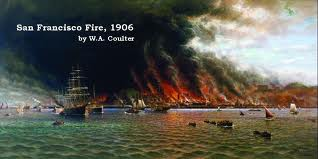 San Francisco Fire, 1906
by W.A. Coulter